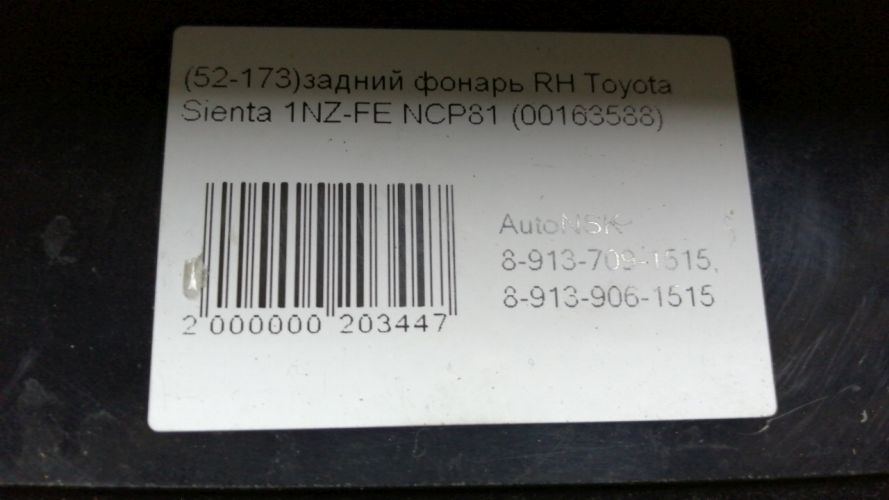 (52-173)задний фонарь RH Toyota
Sienta 1NZ-FE NCP81 (00163588)
AutoNSK
8-913-709-1515,
8-913-906-1515
2 000000 203447